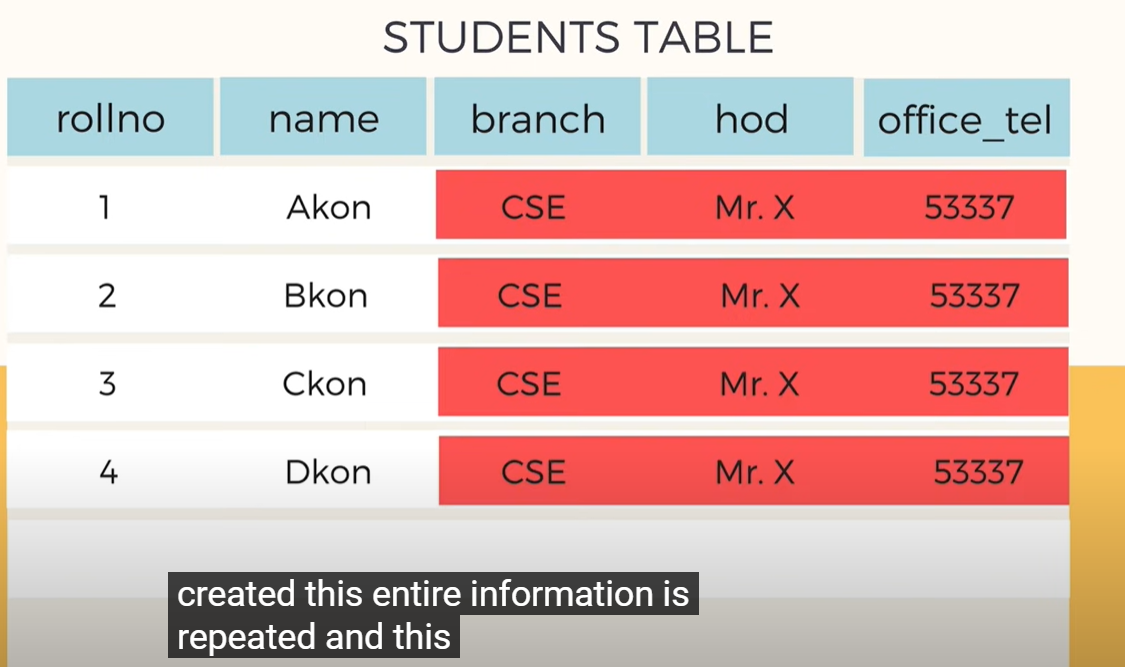 STUDENTS TABLE
rollno name branch hod office_tel
1 Akon CSE Mr. X 53337
2 Bkon CSE Mr. X 53337
3 Ckon CSE Mr. X 53337
4 Dkon CSE Mr. X 53337
created this entire information is
repeated and this